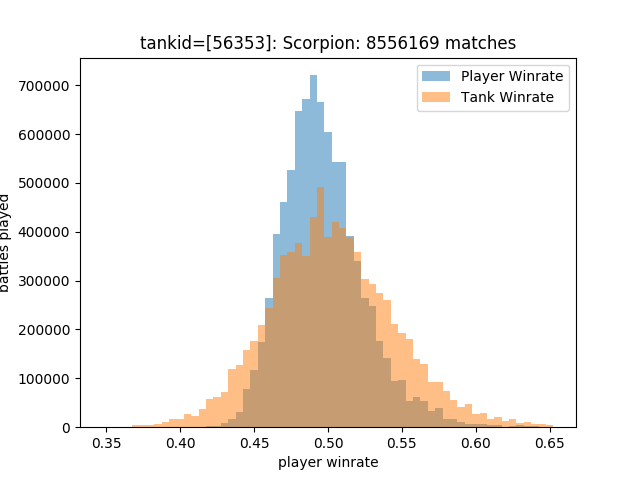 tankid=[56353]: Scorpion: 8556169 matches
Player Winrate
Tank Winrate
700000
600000
500000
400000
300000
200000
100000
0
battles played
0.35 0.40 0.45 0.50 0.55 0.60 0.65
player winrate